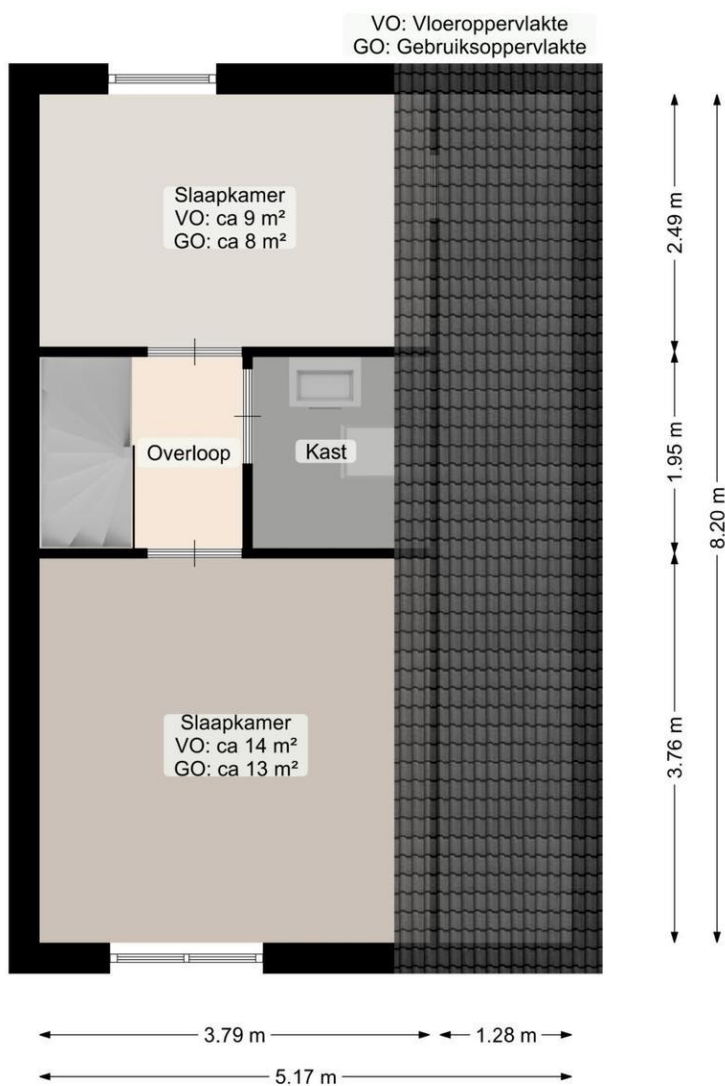 VO: Vloeroppervlakte
GO: Gebruiksoppervlakte
Slaapkamer
VO: ca 9 m²
GO: ca 8 m²
2.49 m
Overloop
Kast
1.95 m
8.20 m
Slaapkamer
VO: ca 14 m²
GO: ca 13 m²
3.76 m
3.79 m
1.28 m
5.17 m